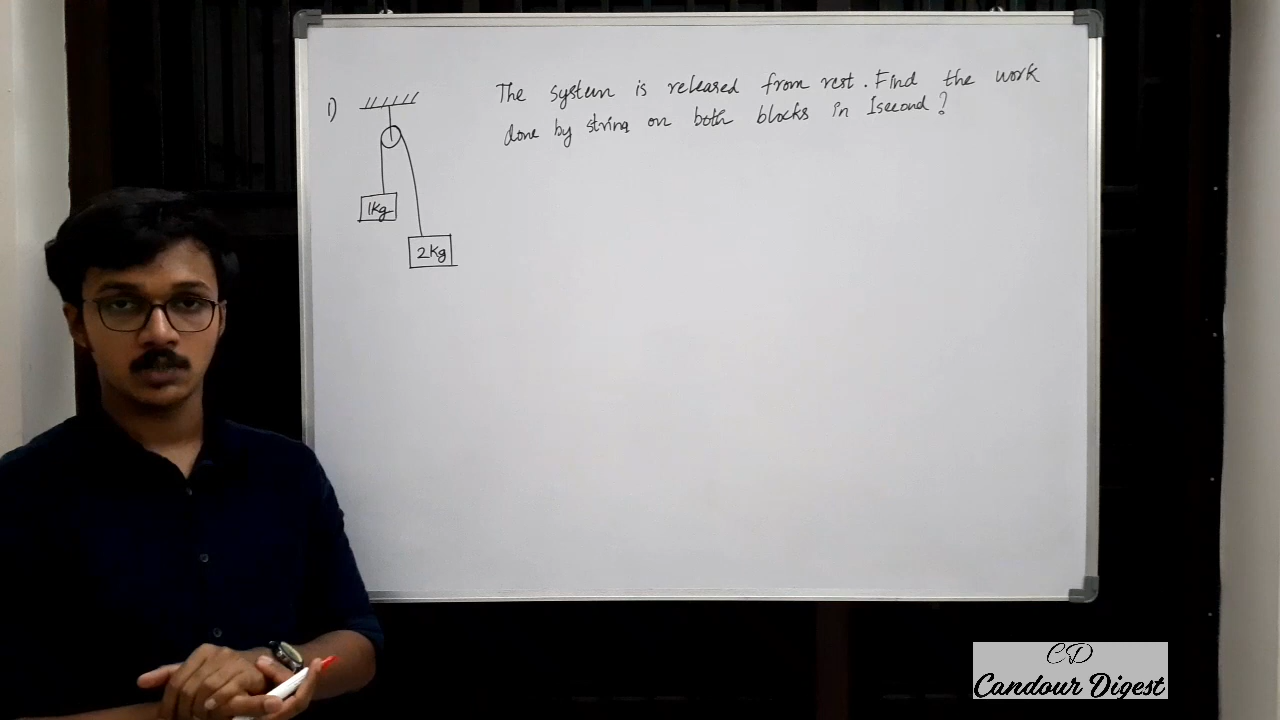 1)
The system is released from rest. Find the work
done by string on both blocks in 1second?
1Kg
2Kg
CD
Candour Digest